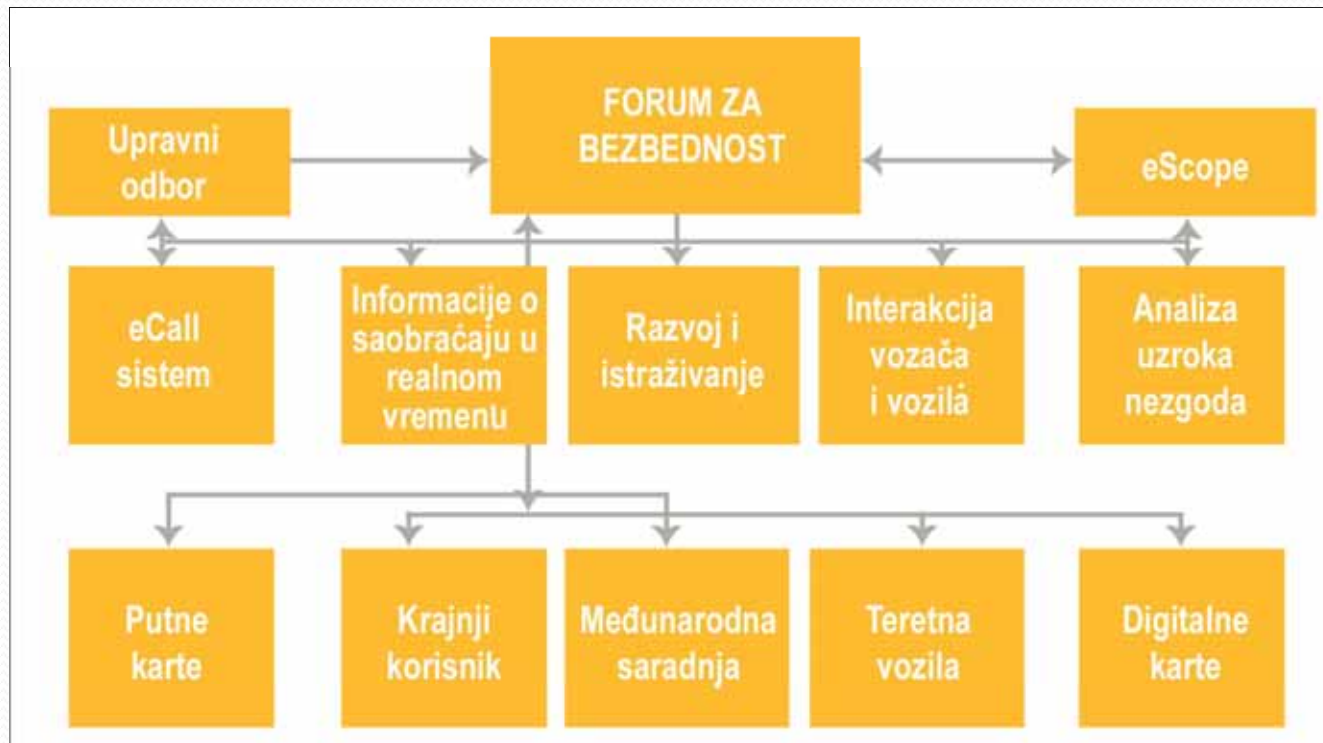 FORUM ZA
BEZBEDNOST
Upravni
odbor
eScope
eCall
sistem
Informacije o
saobraćaju u
realnom
vremenu
Razvoj i
istraživanje
Interakcija
vozača
i vozila
Analiza
uzroka
nezgoda
Putne
karte
Krajnji
korisnik
Međunarodna
saradnja
Teretna
vozila
Digitalne
karte